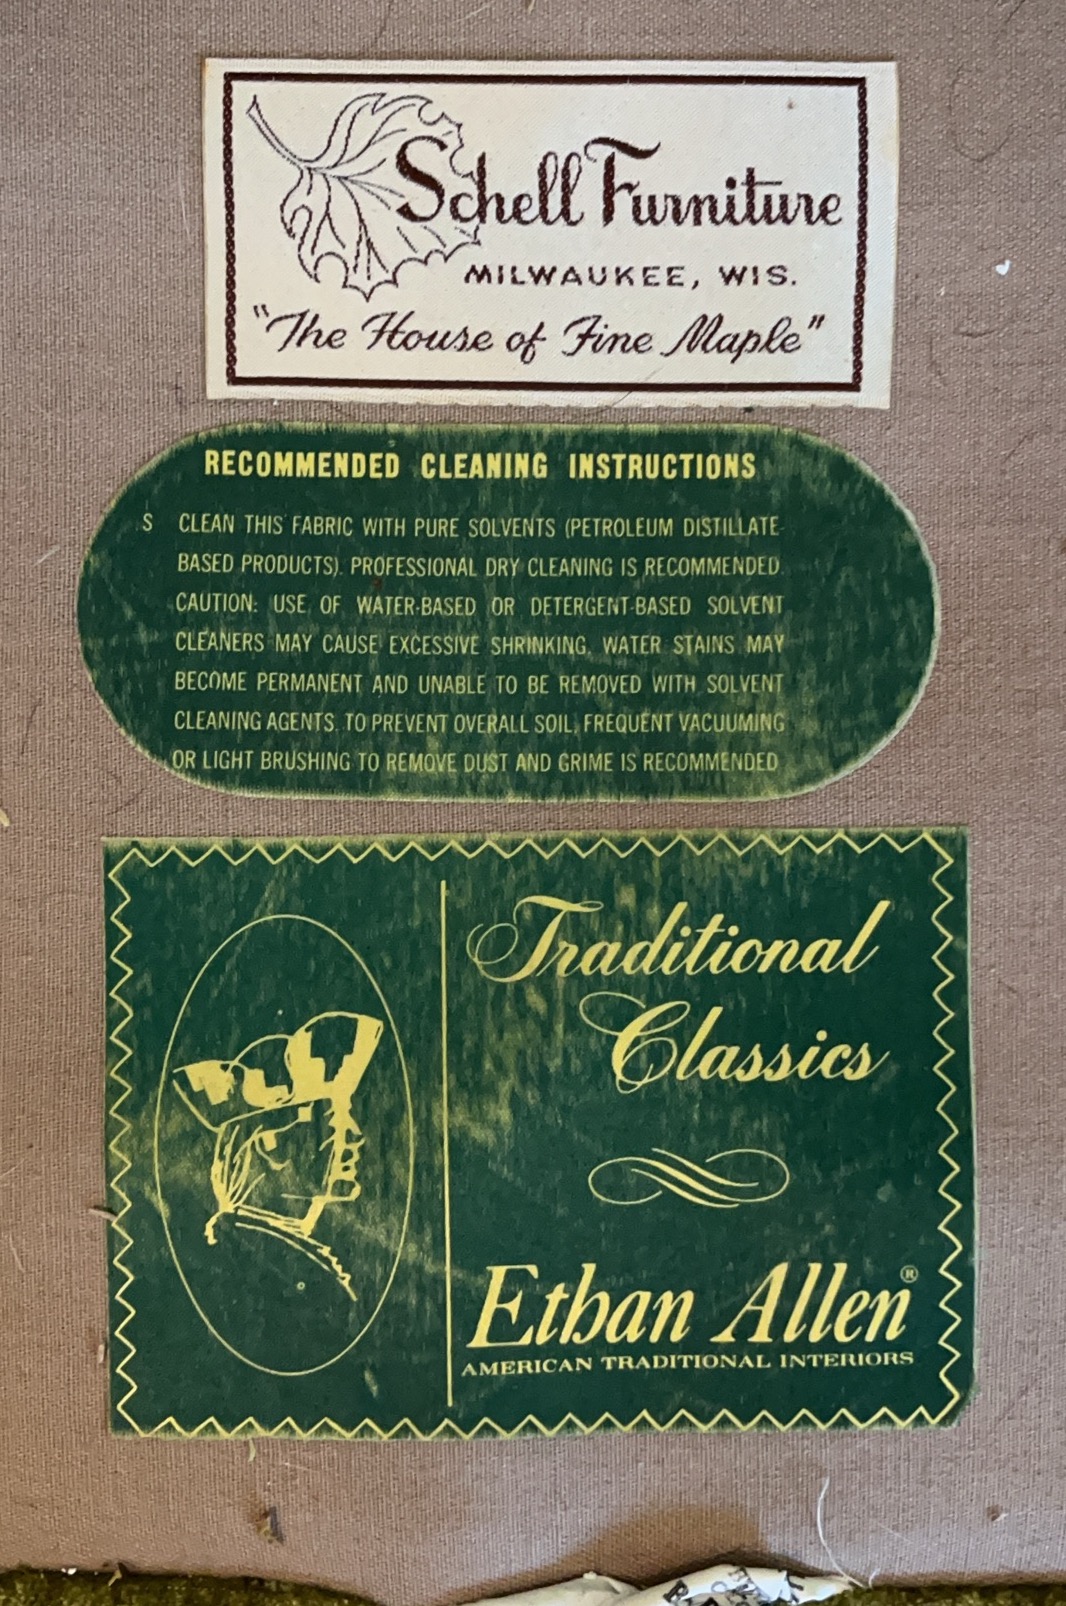 Schell Furniture
MILWAUKEE, WIS.
"The House of Fine Maple"
RECOMMENDED CLEANING INSTRUCTIONS
S CLEAN THIS FABRIC WITH PURE SOLVENTS (PETROLEUM DISTILLATE-
BASED PRODUCTS). PROFESSIONAL DRY CLEANING IS RECOMMENDED.
CAUTION: USE OF WATER-BASED OR DETERGENT-BASED SOLVENT
CLEANERS MAY CAUSE EXCESSIVE SHRINKING. WATER STAINS MAY
BECOME PERMANENT AND UNABLE TO BE REMOVED WITH SOLVENT
CLEANING AGENTS. TO PREVENT OVERALL SOIL, FREQUENT VACUUMING
OR LIGHT BRUSHING TO REMOVE DUST AND GRIME IS RECOMMENDED
Traditional
Classics
Ethan Allen®
AMERICAN TRADITIONAL INTERIORS